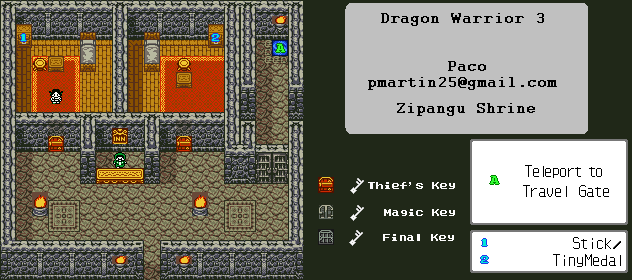 Dragon Warrior 3
Paco
pmartin25@gmail.com
Zipangu Shrine
1
2
A
INN
Thief's Key
Magic Key
Final Key
A Teleport to
Travel Gate
1 Stick/
2 TinyMedal